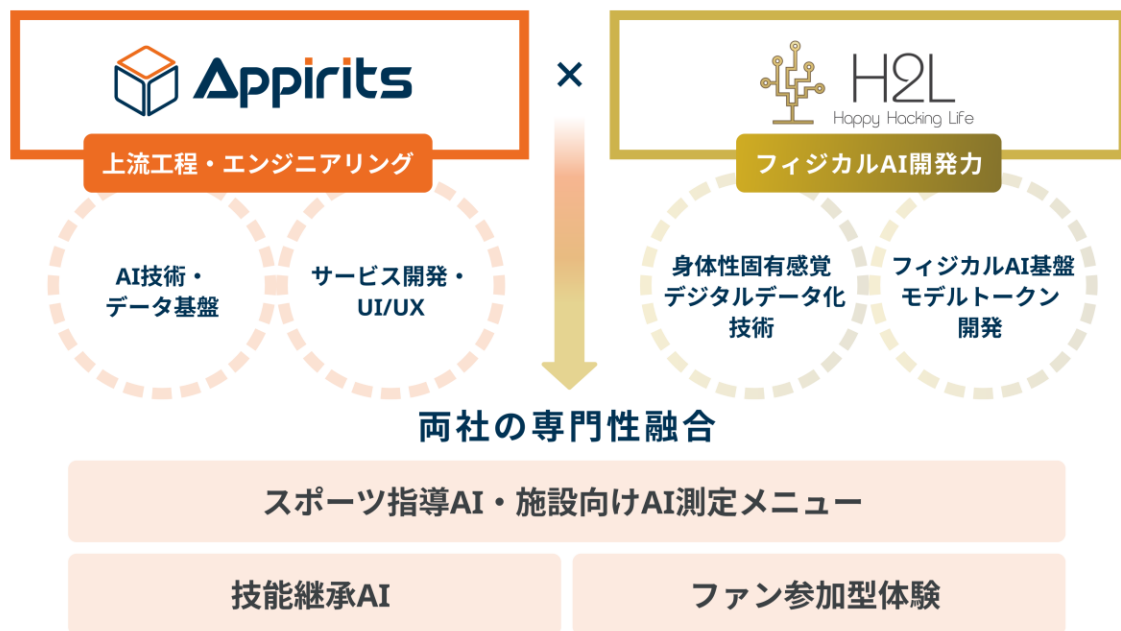 Appirits
×
H2L
Happy Hacking Life
上流工程・エンジニアリング
フィジカルAI開発力
AI技術・
データ基盤
サービス開発・
UI/UX
身体性固有感覚
デジタルデータ化
技術
フィジカルAI基盤
モデルトークン
開発
両社の専門性融合
スポーツ指導AI・施設向けAI測定メニュー
技能継承AI
ファン参加型体験